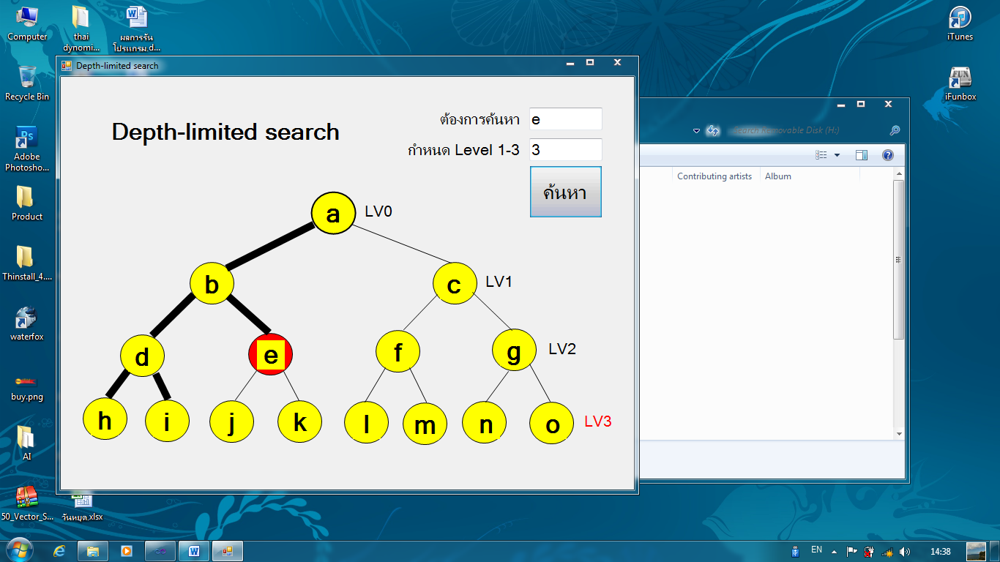 Computer
thai
dynami...
ผลการรัน
โปรแกรม.d...
iTunes
Recycle Bin
iFunbox
Adobe
Photosho...
Product
Thinstall_4....
waterfox
buy.png
AI
50_Vector_S...
วันหยุด.xlsx
Depth-limited search
Depth-limited search
ต้องการค้นหา e
กำหนด Level 1-3 3
ค้นหา
a LV0
b c LV1
d e f g LV2
h i j k l m n o LV3
Search Removable Disk (H:)
Contributing artists Album
EN 14:38